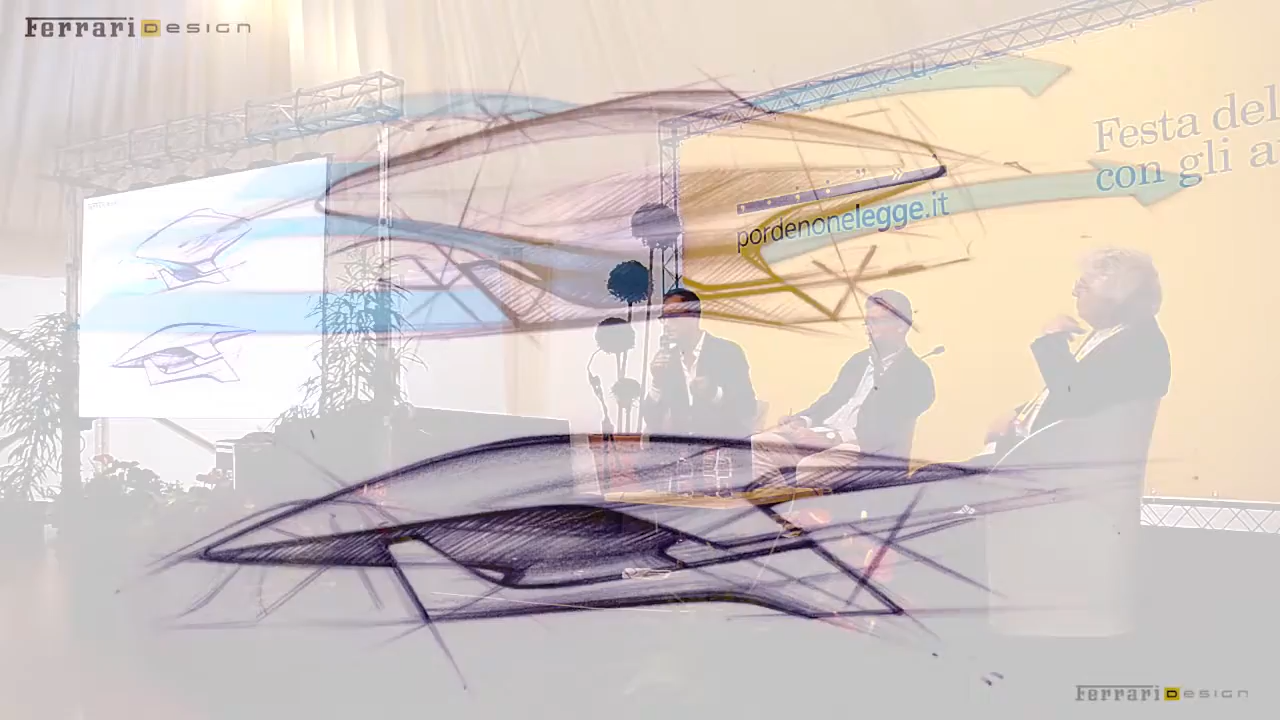 Ferrari DESIGN
Festa del
con gli a
pordenonelegge.it
Ferrari DESIGN